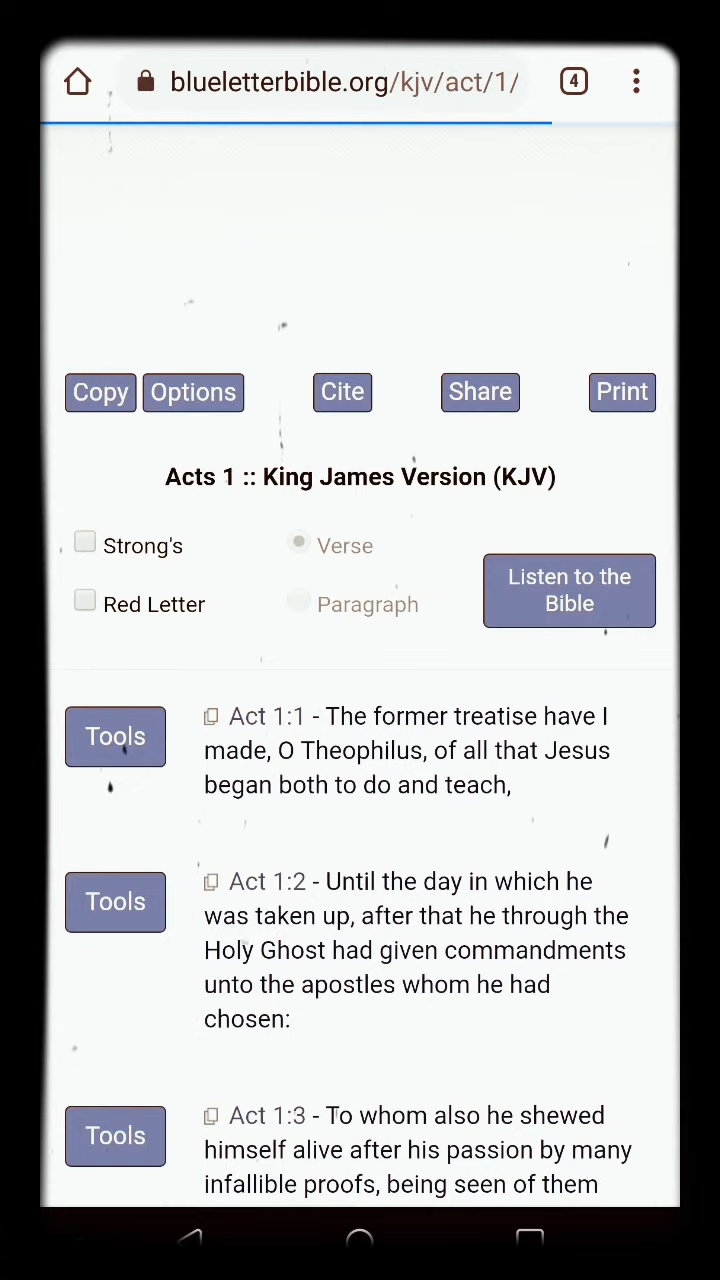 blueletterbible.org/kjv/act/1/
4
Copy Options Cite Share Print
Acts 1 :: King James Version (KJV)
Strong's
Verse
Red Letter
Paragraph
Listen to the
Bible
Tools
Act 1:1 - The former treatise have I
made, O Theophilus, of all that Jesus
began both to do and teach,
Tools
Act 1:2 - Until the day in which he
was taken up, after that he through the
Holy Ghost had given commandments
unto the apostles whom he had
chosen:
Tools
Act 1:3 - To whom also he shewed
himself alive after his passion by many
infallible proofs, being seen of them